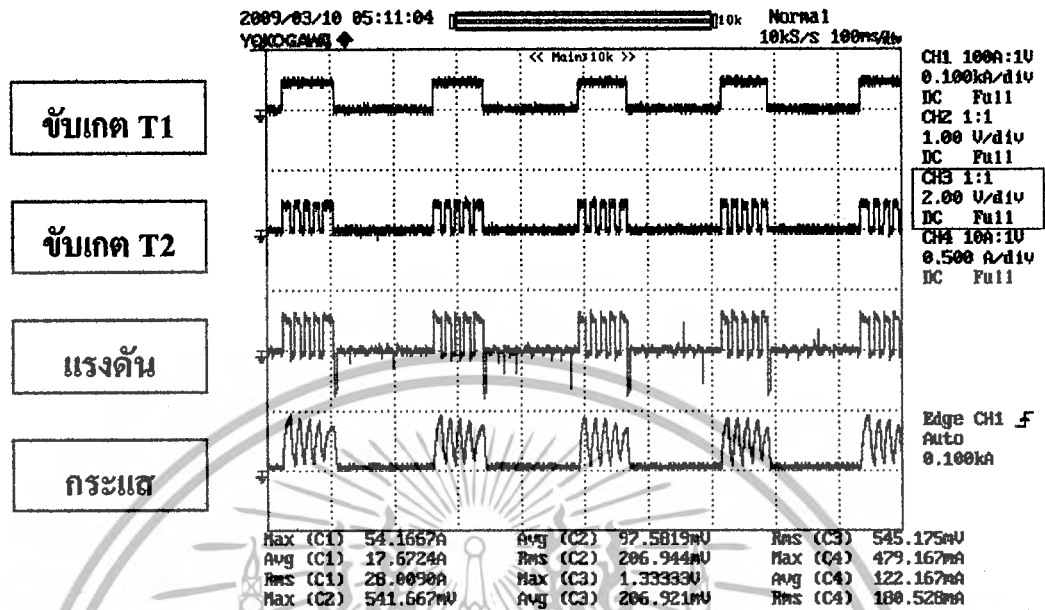 2009/03/10 05:11:04
10k
Normal
YOKOGAWA
10kS/s 100ms/div
<< Main:10k >>
CH1 100A:1V
0.100kA/div
DC Full
CH2 1:1
1.00 V/div
DC Full
CH3 1:1
2.00 V/div
DC Full
CH4 10A:1V
0.500 A/div
DC Full
ขับเกต T1
ขับเกต T2
แรงดัน
กระแส
Edge CH1
Auto
0.100kA
Max (C1) 54.1667A Avg (C2) 97.5819mV Rms (C3) 545.175mV
Avg (C1) 17.6724A Rms (C2) 206.944mV Max (C4) 479.167mA
Rms (C1) 28.0090A Max (C3) 1.33333V Avg (C4) 122.167mA
Max (C2) 541.667mV Avg (C3) 206.921mV Rms (C4) 180.528mA